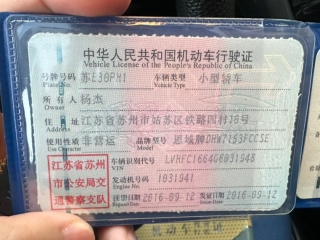 中华人民共和国机动车行驶证
Vehicle License of the People's Republic of China
号牌号码 苏E30PH1 车辆类型 小型轿车
Plate No. Vehicle Type
所有人 杨杰
Owner
住址 江苏省苏州市姑苏区铁路四村38号
Address
使用性质 非营运 品牌型号 思域牌DHW7183FCCSE
Use Character Model
江苏省苏州
市公安局交
通警察支队
车辆识别代号 LVHFC1664G6031948
VIN
发动机号码 1031941
Engine No.
注册日期 2016-09-12 发证日期 2016-09-12
Register Date Issue Date